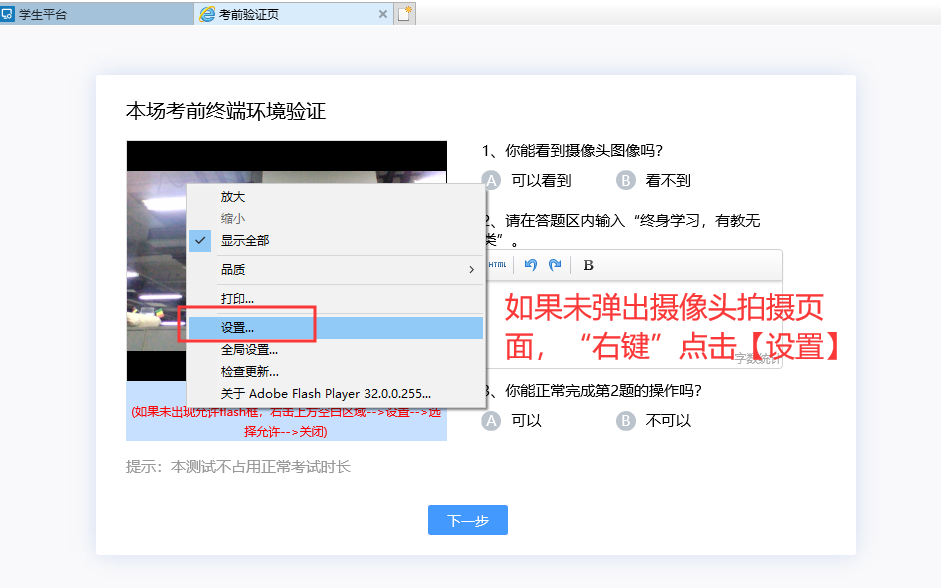 学生平台
考前验证页
本场考前终端环境验证
放大
缩小
显示全部
品质
打印...
设置...
全局设置...
检查更新...
关于 Adobe Flash Player 32.0.0.255...
(如果未出现允许flash框，右击上方空白区域-->设置-->选
择允许-->关闭)
提示：本测试不占用正常考试时长
1、你能看到摄像头图像吗?
A 可以看到 B 看不到
2、请在答题区内输入“终身学习，有教无
类”。
HTML B
如果未弹出摄像头拍摄页
面，“右键”点击【设置】
字数统计
3、你能正常完成第2题的操作吗?
A 可以 B 不可以
下一步